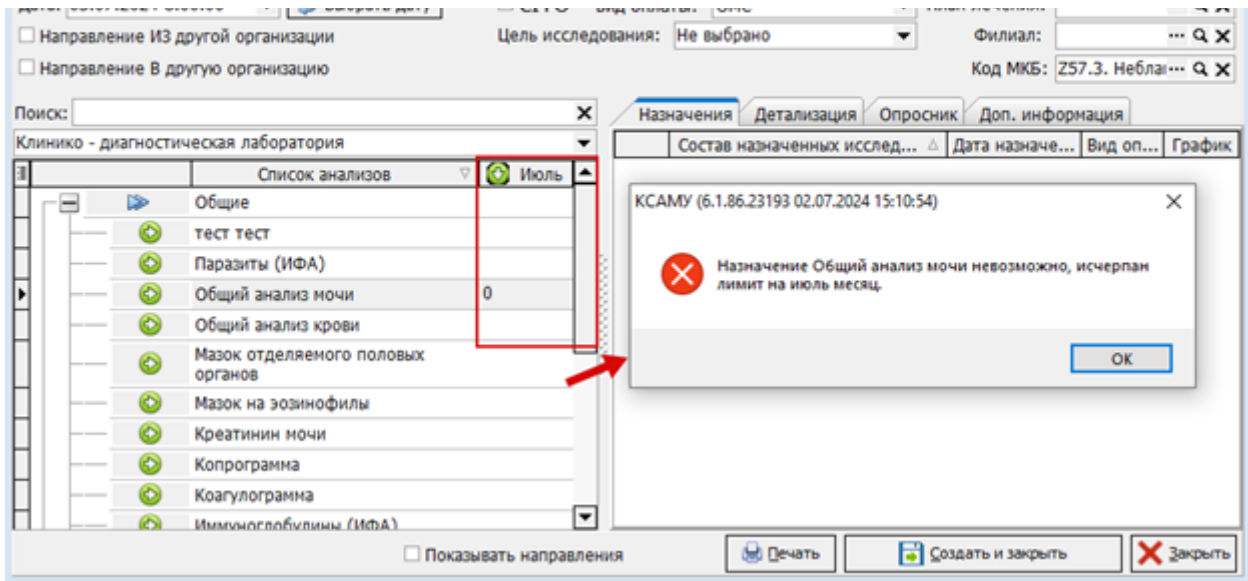 Направление ИЗ другой организации
Цель исследования: Не выбрано
Филиал:
Направление В другую организацию
Код МКБ: Z57.3. Небла
Поиск:
Клинико - диагностическая лаборатория
Назначения Детализация Опросник Доп. информация
Состав назначенных исслед... Дата назначе... Вид оп... График
Список анализов Июль
Общие
тест тест
Паразиты (ИФА)
Общий анализ мочи 0
Общий анализ крови
Мазок отделяемого половых
органов
Мазок на эозинофилы
Креатинин мочи
Копрограмма
Коагулограмма
Иммуноглобулины (ИФА)
КСАМУ (6.1.86.23193 02.07.2024 15:10:54)
Назначение Общий анализ мочи невозможно, исчерпан
лимит на июль месяц.
ОК
Показывать направления
Печать
Создать и закрыть
Закрыть